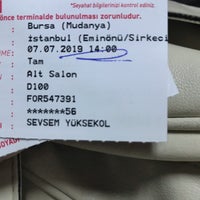 *Seyahat bilgilerinizi kontrol ediniz.
önce terminalde bulunulması zorunludur.
Bursa (Mudanya)
İstanbul (Eminönü/Sirkeci
07.07.2019 14:00
Tam
Alt Salon
D100
FOR547391
*******56
SEVSEM YÜKSEKOL